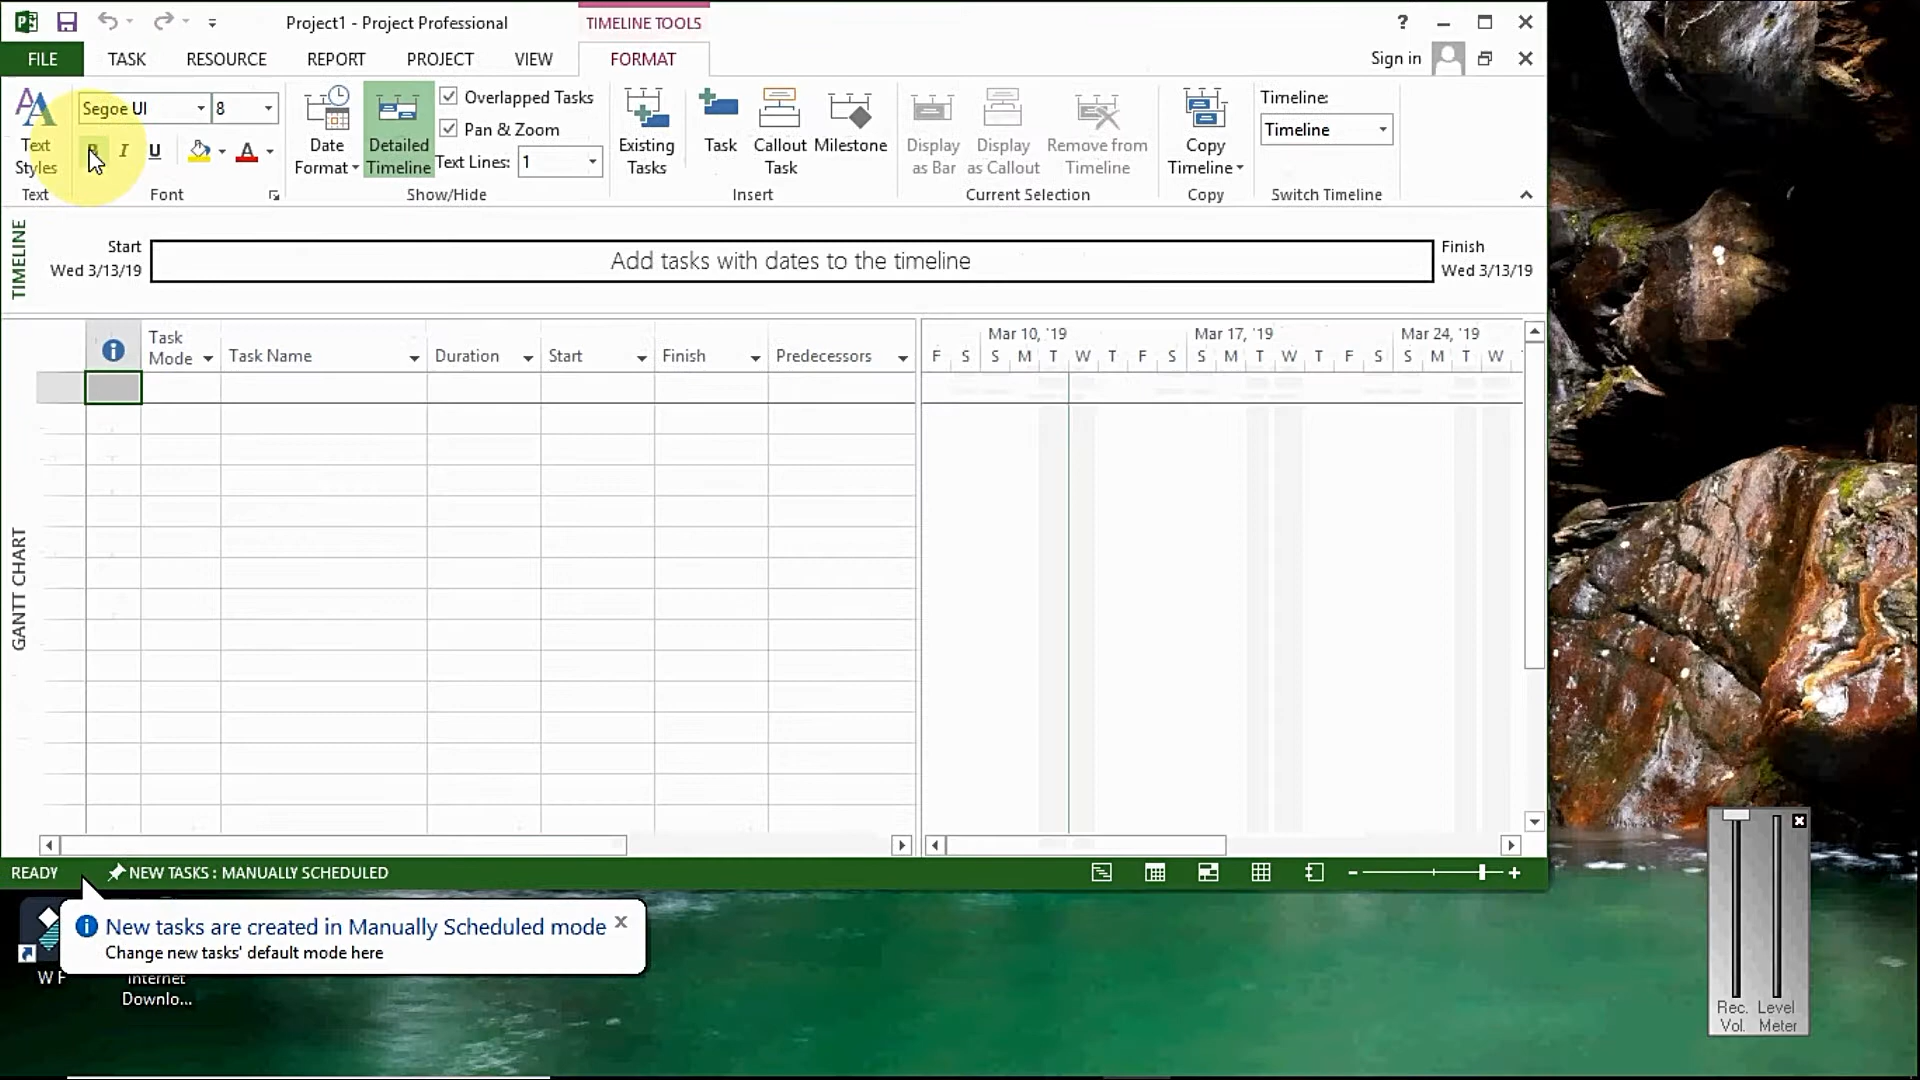 Project1 - Project Professional
TIMELINE TOOLS
?
FILE
TASK
RESOURCE
REPORT
PROJECT
VIEW
FORMAT
Sign in
Text Styles
Segoe UI
8
I
U
A
Text
Font
Date Format
Detailed Timeline
Overlapped Tasks
Pan & Zoom
Text Lines: 1
Show/Hide
Existing Tasks
Task
Callout Task
Milestone
Insert
Display as Bar
Display as Callout
Remove from Timeline
Current Selection
Copy Timeline
Copy
Timeline:
Timeline
Switch Timeline
TIMELINE
Start
Wed 3/13/19
Add tasks with dates to the timeline
Finish
Wed 3/13/19
Task Mode
Task Name
Duration
Start
Finish
Predecessors
Mar 10, '19
Mar 17, '19
Mar 24, '19
F S S M T W T F S S M T W T F S S M T W
GANTT CHART
READY
NEW TASKS : MANUALLY SCHEDULED
New tasks are created in Manually Scheduled mode
Change new tasks' default mode here
W F
Internet
Downlo...
Rec. Vol.
Level Meter